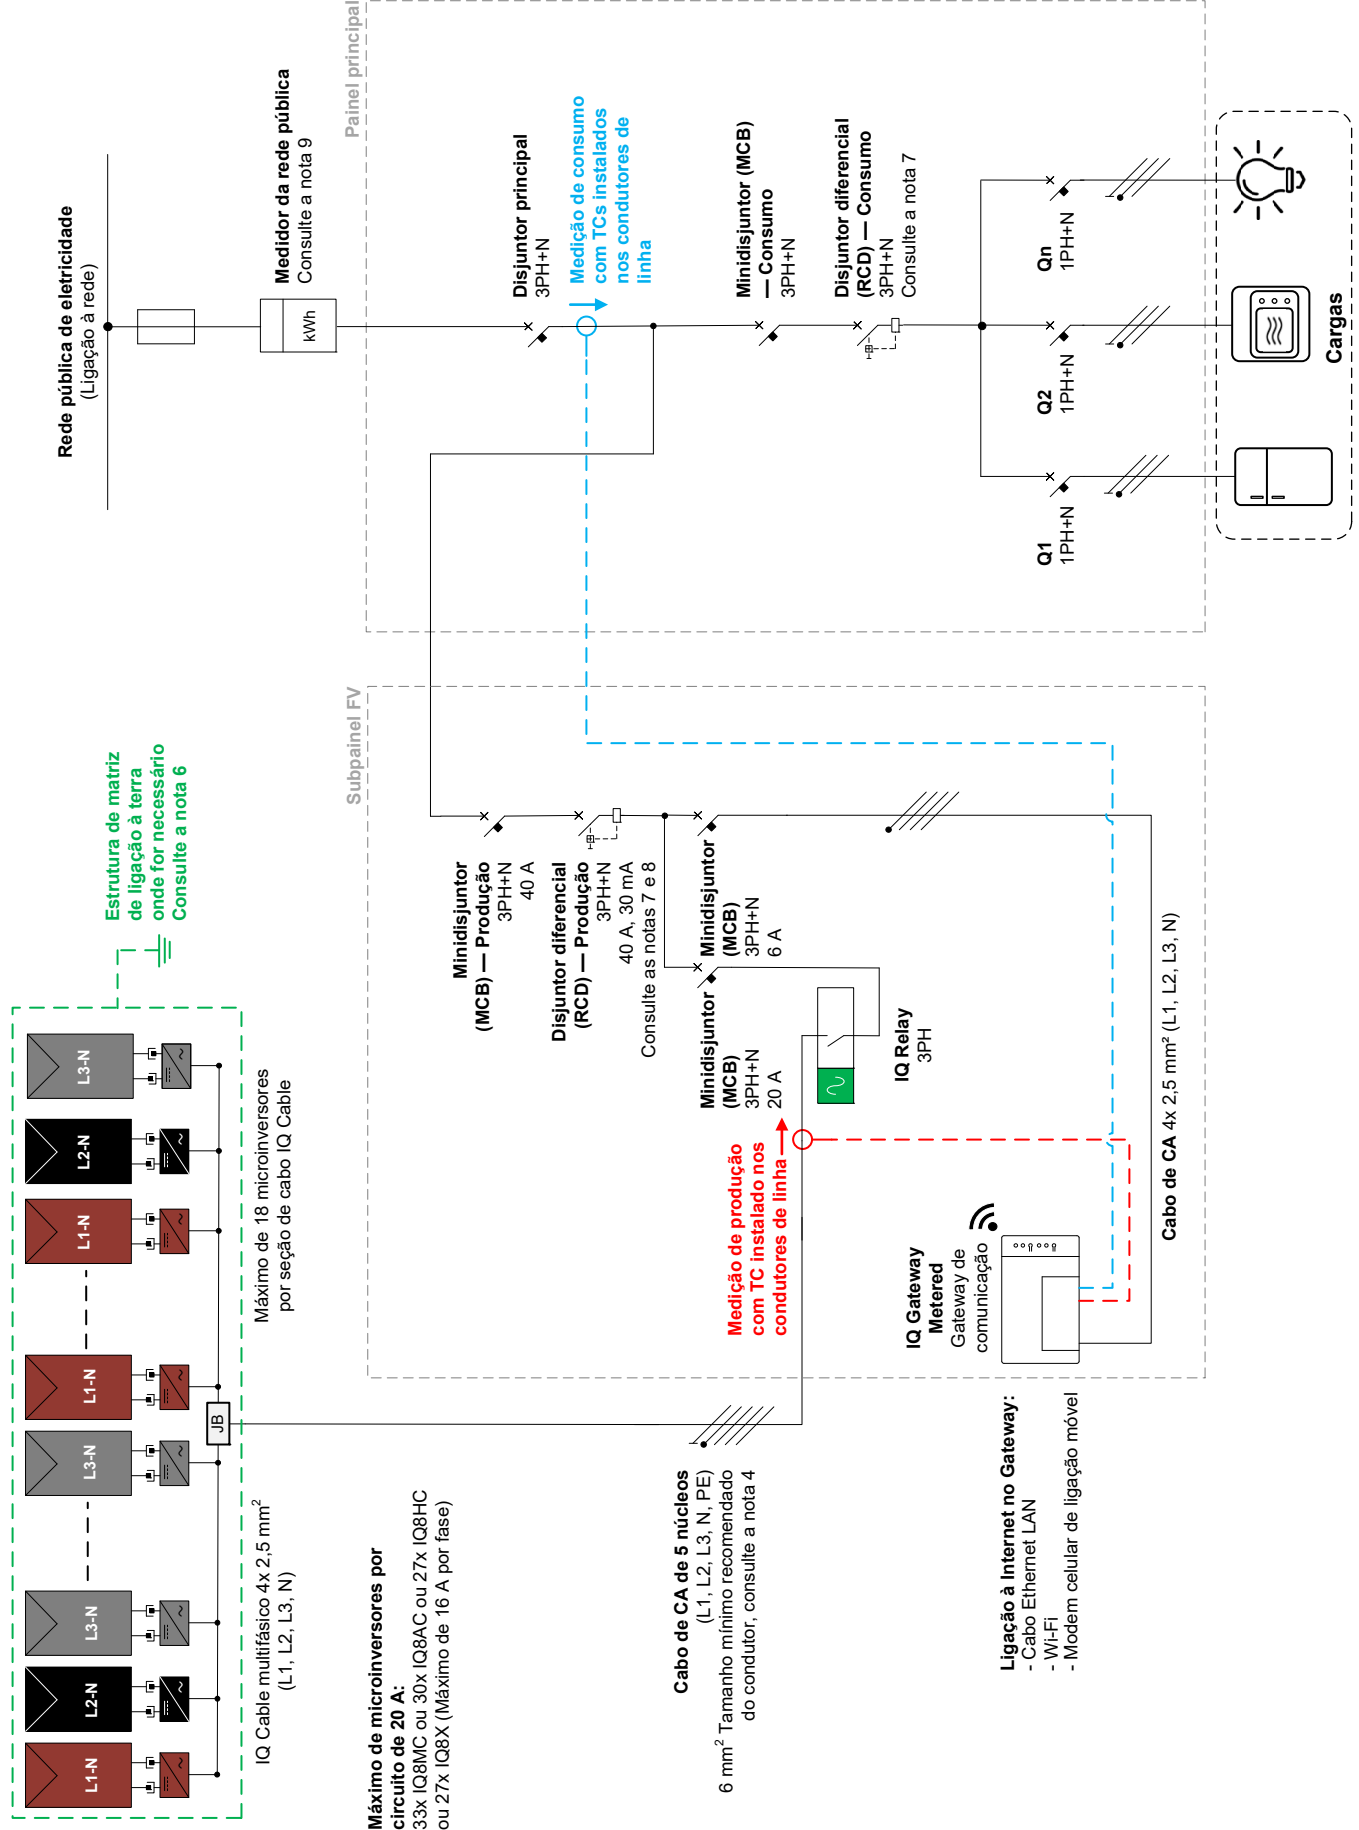 Estrutura de matriz
de ligação à terra
onde for necessário
Consulte a nota 6
L1-N
L2-N
L3-N
L3-N
L1-N
L1-N
L2-N
L3-N
JB
IQ Cable multifásico 4x 2,5 mm²
(L1, L2, L3, N)
Máximo de 18 microinversores
por seção de cabo IQ Cable
Máximo de microinversores por
circuito de 20 A:
33x IQ8MC ou 30x IQ8AC ou 27x IQ8HC
ou 27x IQ8X (Máximo de 16 A por fase)
Cabo de CA de 5 núcleos
(L1, L2, L3, N, PE)
6 mm² Tamanho mínimo recomendado
do condutor, consulte a nota 4
Ligação à Internet no Gateway:
- Cabo Ethernet LAN
- Wi-Fi
- Modem celular de ligação móvel
Subpainel FV
Minidisjuntor
(MCB) — Produção
3PH+N
40 A
Disjuntor diferencial
(RCD) — Produção
3PH+N
40 A, 30 mA
Consulte as notas 7 e 8
Minidisjuntor
(MCB)
3PH+N
20 A
Minidisjuntor
(MCB)
3PH+N
6 A
Medição de produção
com TC instalado nos
condutores de linha
IQ Relay
3PH
IQ Gateway
Metered
Gateway de
comunicação
Cabo de CA 4x 2,5 mm² (L1, L2, L3, N)
Rede pública de eletricidade
(Ligação à rede)
Medidor da rede pública
Consulte a nota 9
kWh
Painel principal
Disjuntor principal
3PH+N
Medição de consumo
com TCs instalados
nos condutores de
linha
Minidisjuntor (MCB)
— Consumo
3PH+N
Disjuntor diferencial
(RCD) — Consumo
3PH+N
Consulte a nota 7
Q1
1PH+N
Q2
1PH+N
Qn
1PH+N
Cargas